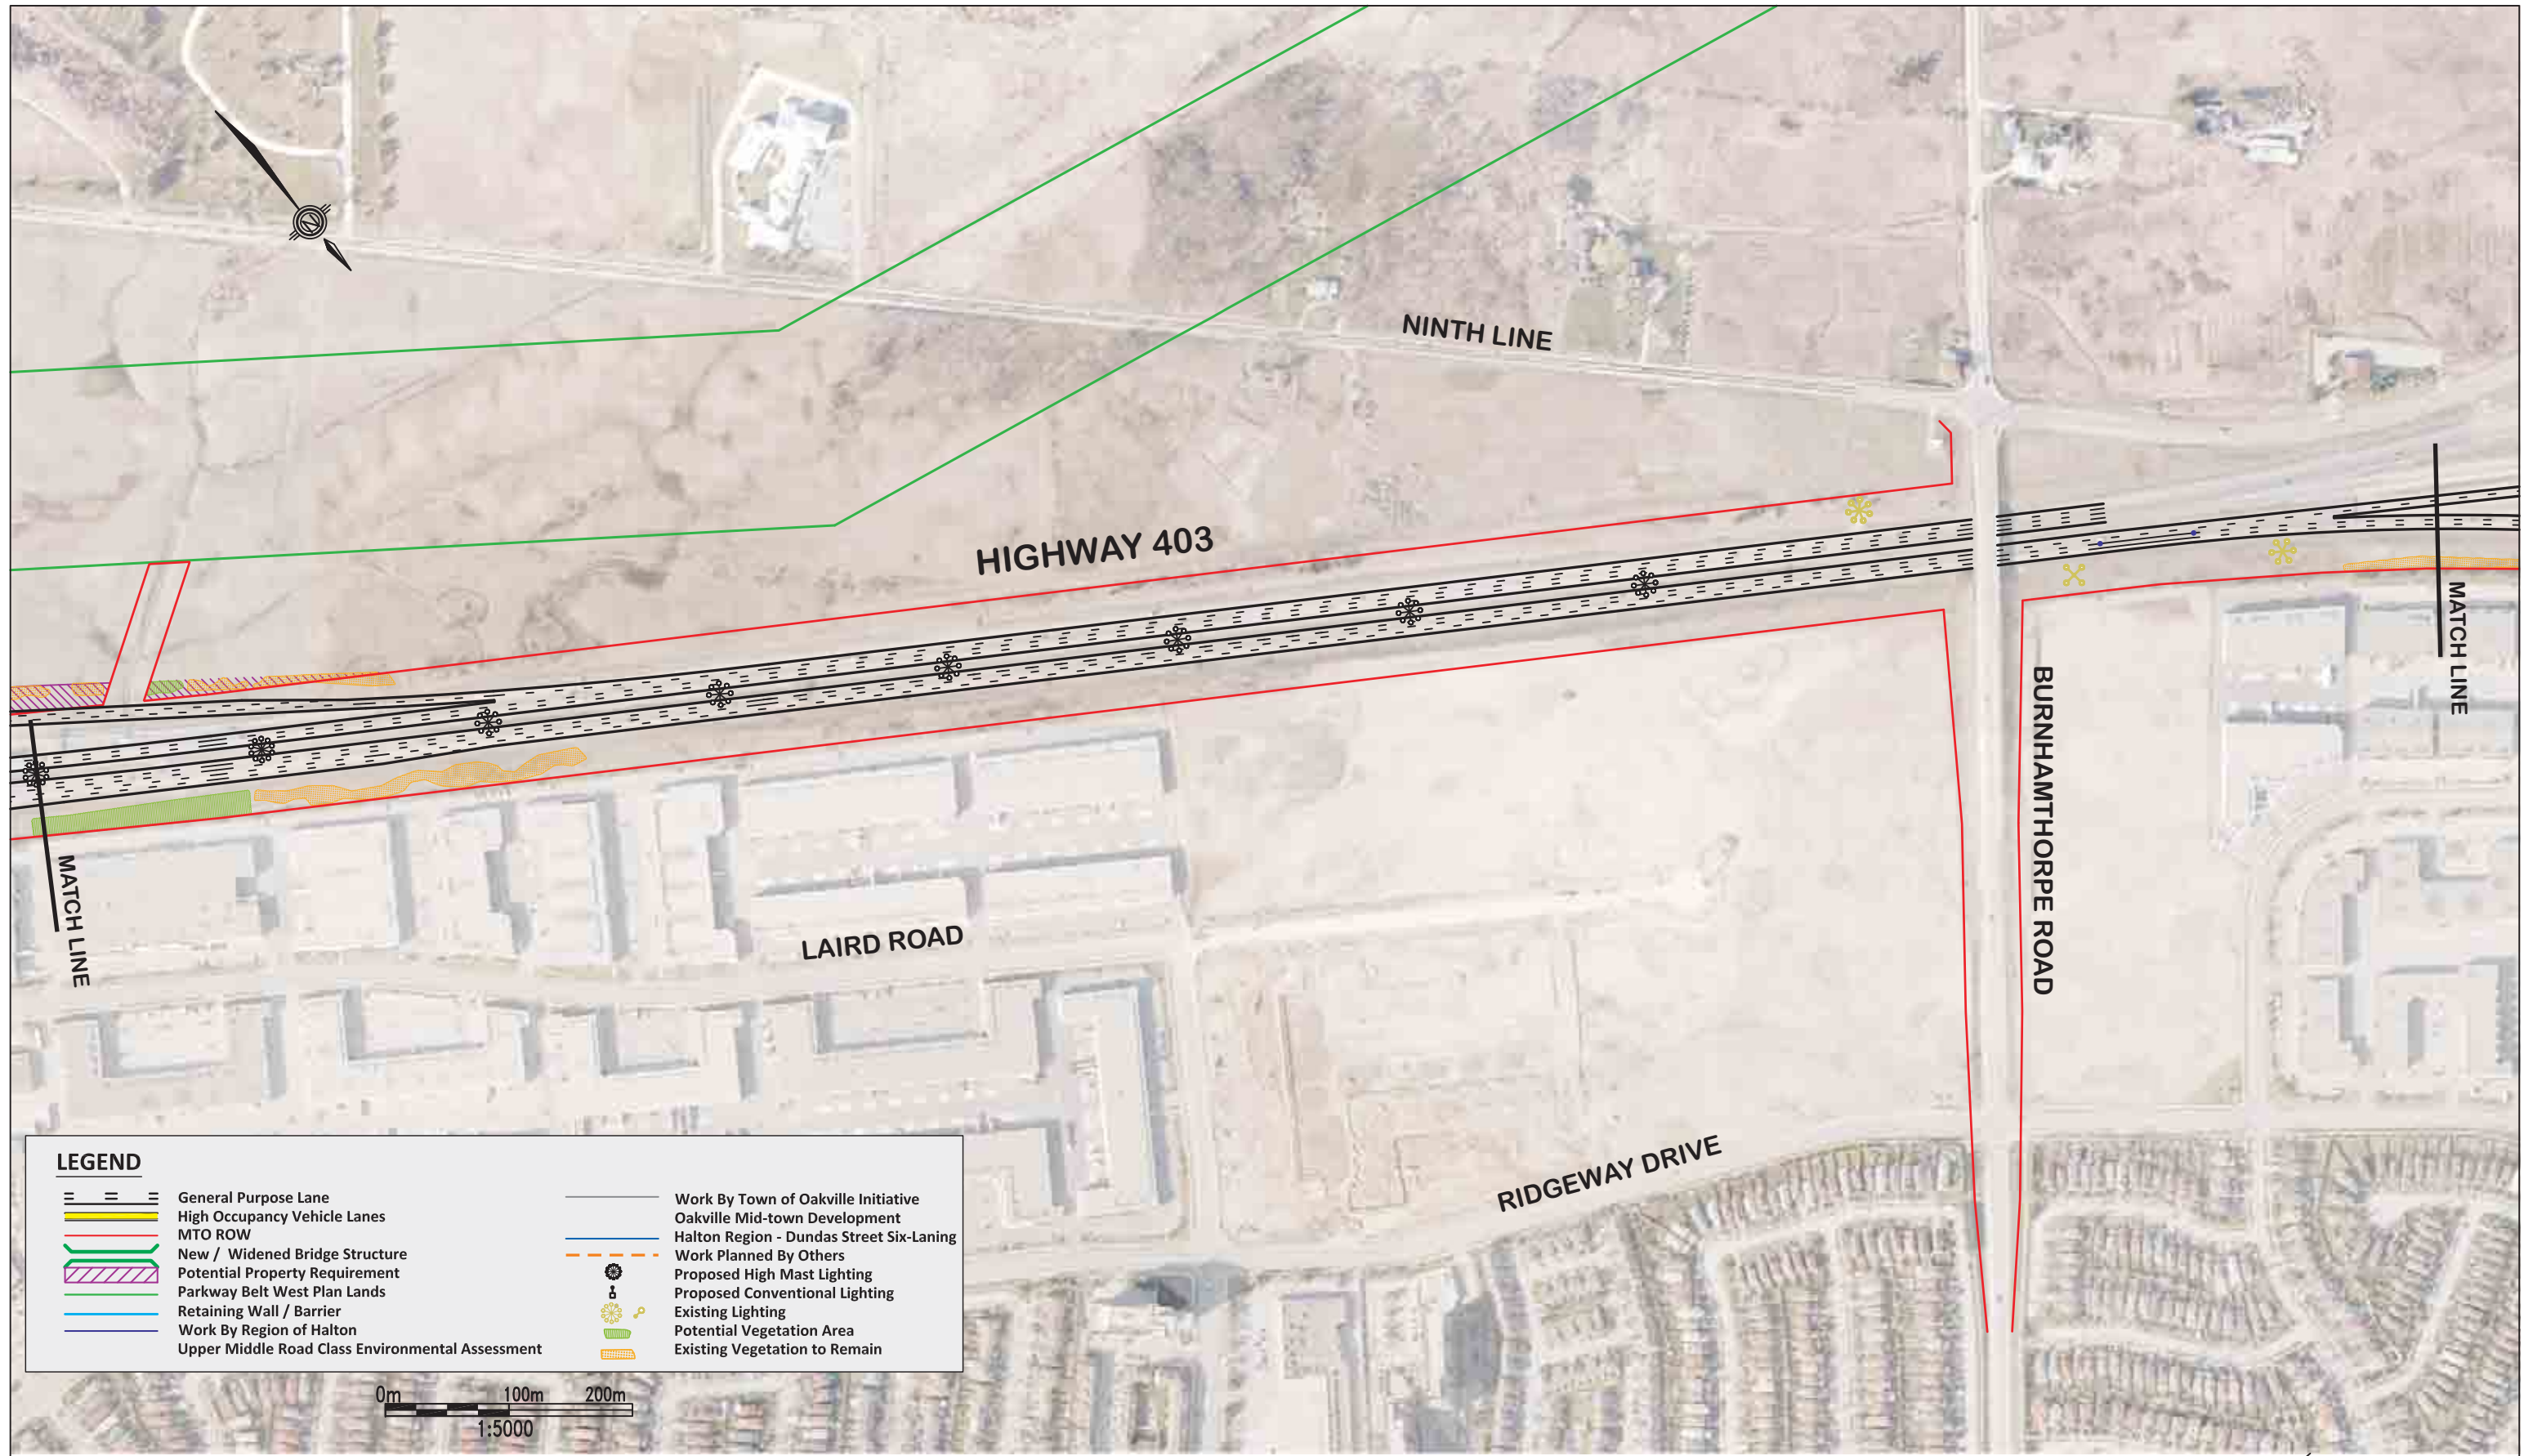 NINTH LINE
HIGHWAY 403
MATCH LINE
BURNHAMTHORPE ROAD
MATCH LINE
LAIRD ROAD
RIDGEWAY DRIVE
LEGEND
General Purpose Lane
High Occupancy Vehicle Lanes
MTO ROW
New / Widened Bridge Structure
Potential Property Requirement
Parkway Belt West Plan Lands
Retaining Wall / Barrier
Work By Region of Halton
Upper Middle Road Class Environmental Assessment
Work By Town of Oakville Initiative
Oakville Mid-town Development
Halton Region - Dundas Street Six-Laning
Work Planned By Others
Proposed High Mast Lighting
Proposed Conventional Lighting
Existing Lighting
Potential Vegetation Area
Existing Vegetation to Remain
0m 100m 200m
1:5000